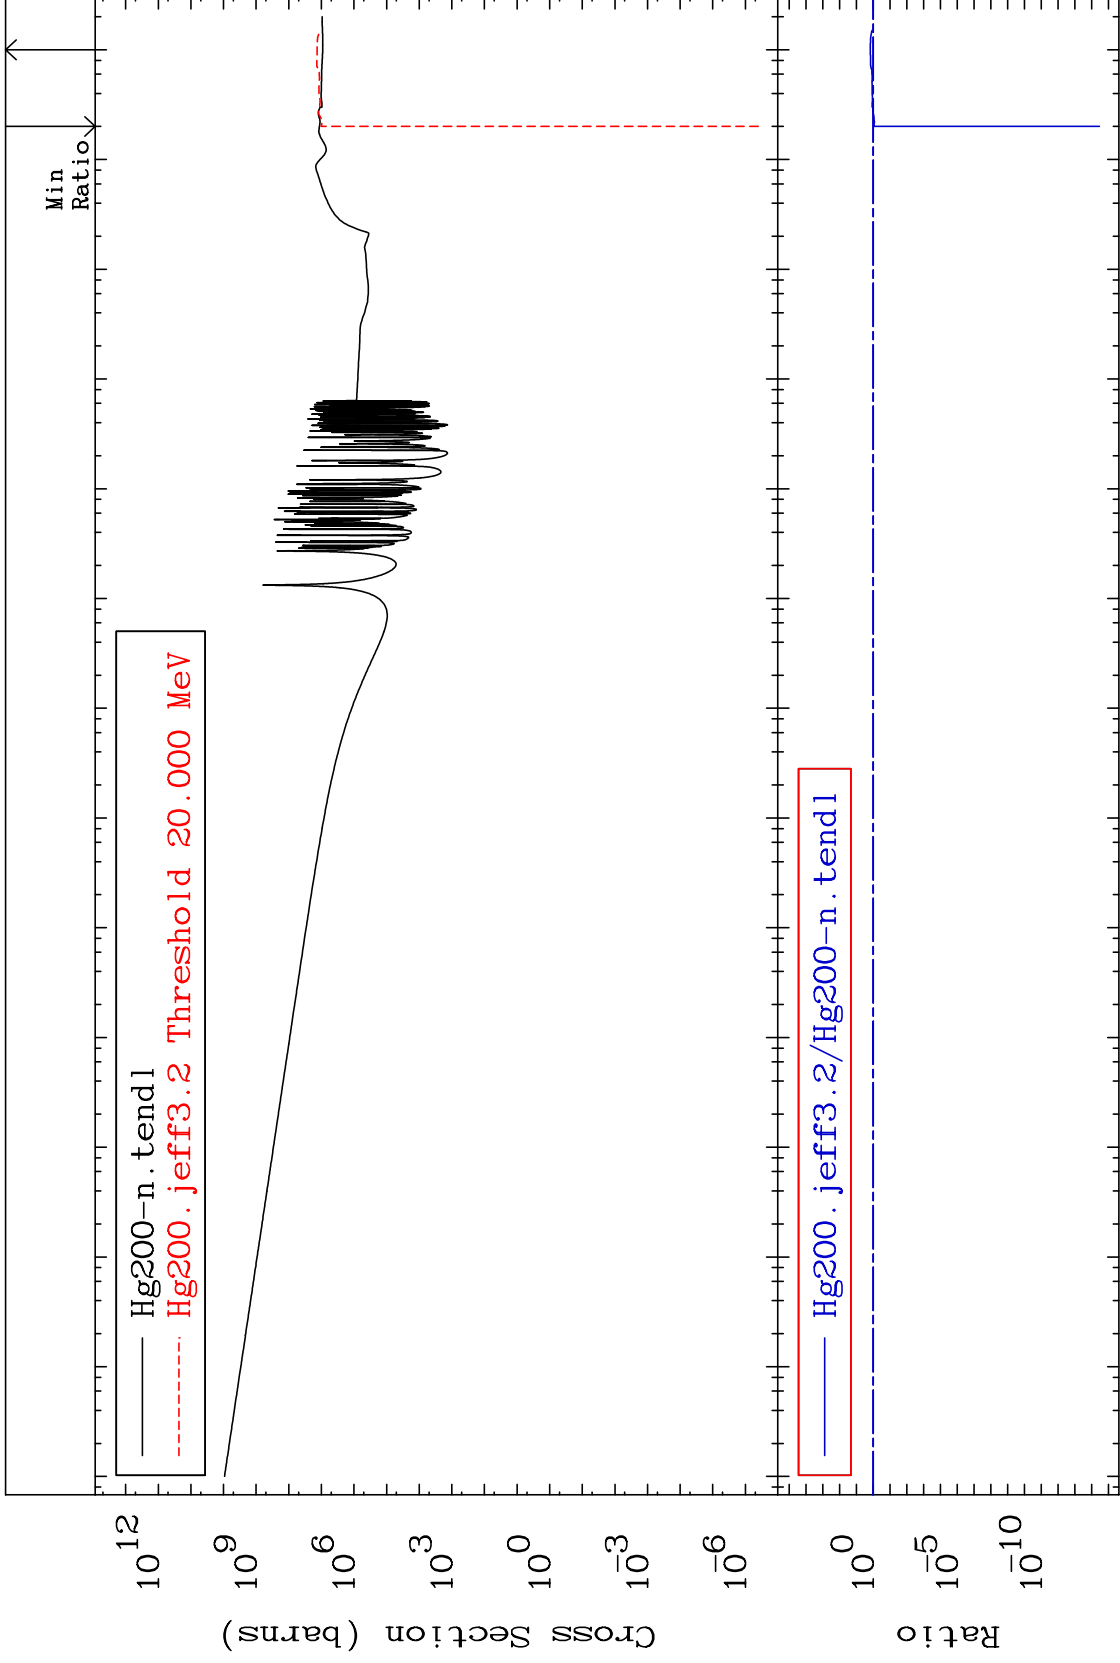 Min
Ratio
Hg200-n.tendl
Hg200.jeff3.2 Threshold 20.000 MeV
10 12
10 9
10 6
10 3
10 0
10 -3
10 -6
Cross Section (barns)
Hg200.jeff3.2/Hg200-n.tendl
10 0
10 -5
10 -10
Ratio